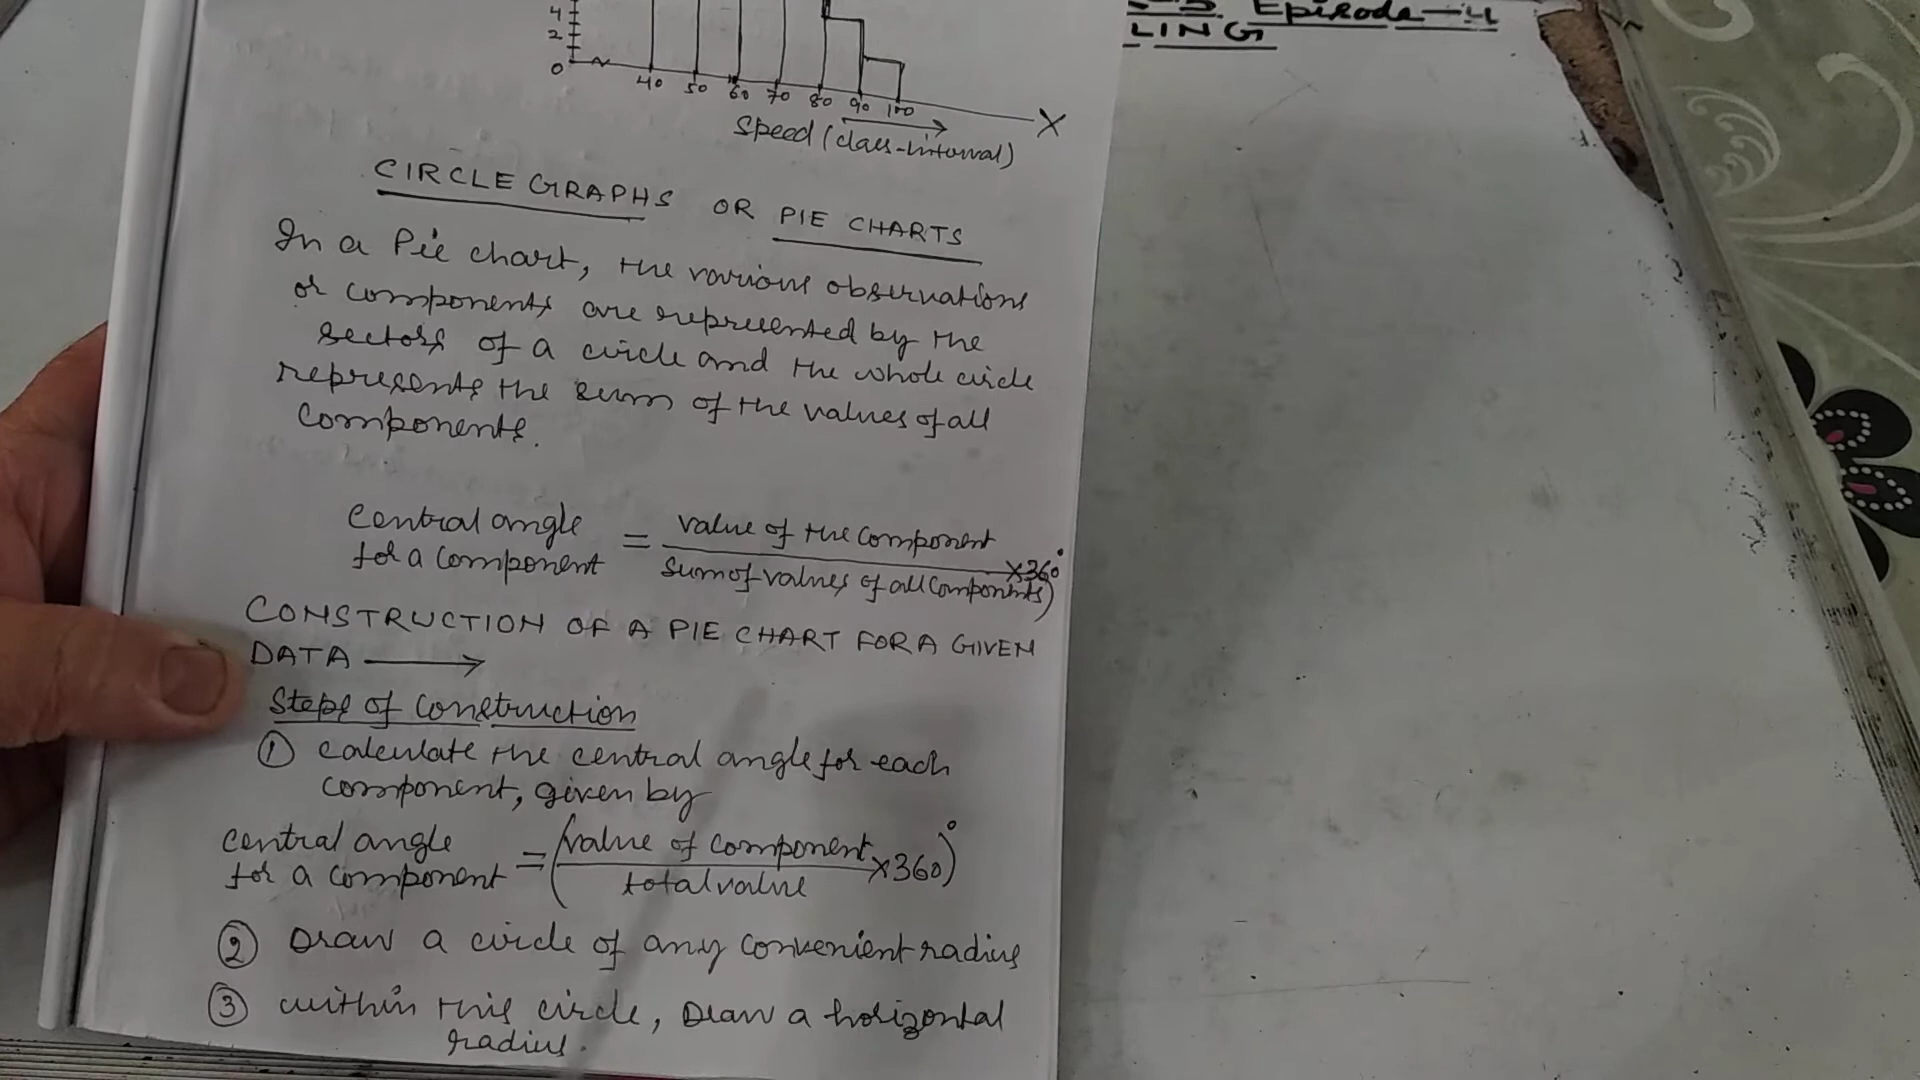 4
2
0
40 50 60 70 80 90 100
X
Speed (class-interval)
CIRCLE GRAPHS OR PIE CHARTS
In a Pie chart, the various observations
or components are represented by the
sectors of a circle and the whole circle
represents the sum of the values of all
components.
central angle
for a component = value of the component
sum of values of all components) ×360°
CONSTRUCTION OF A PIE CHART FOR A GIVEN
DATA →
Steps of construction
① calculate the central angle for each
component, given by
central angle
for a component = (value of component
total value ×360)°
② Draw a circle of any convenient radius
③ within this circle, Draw a horizontal
radius.
Episode-4
LING